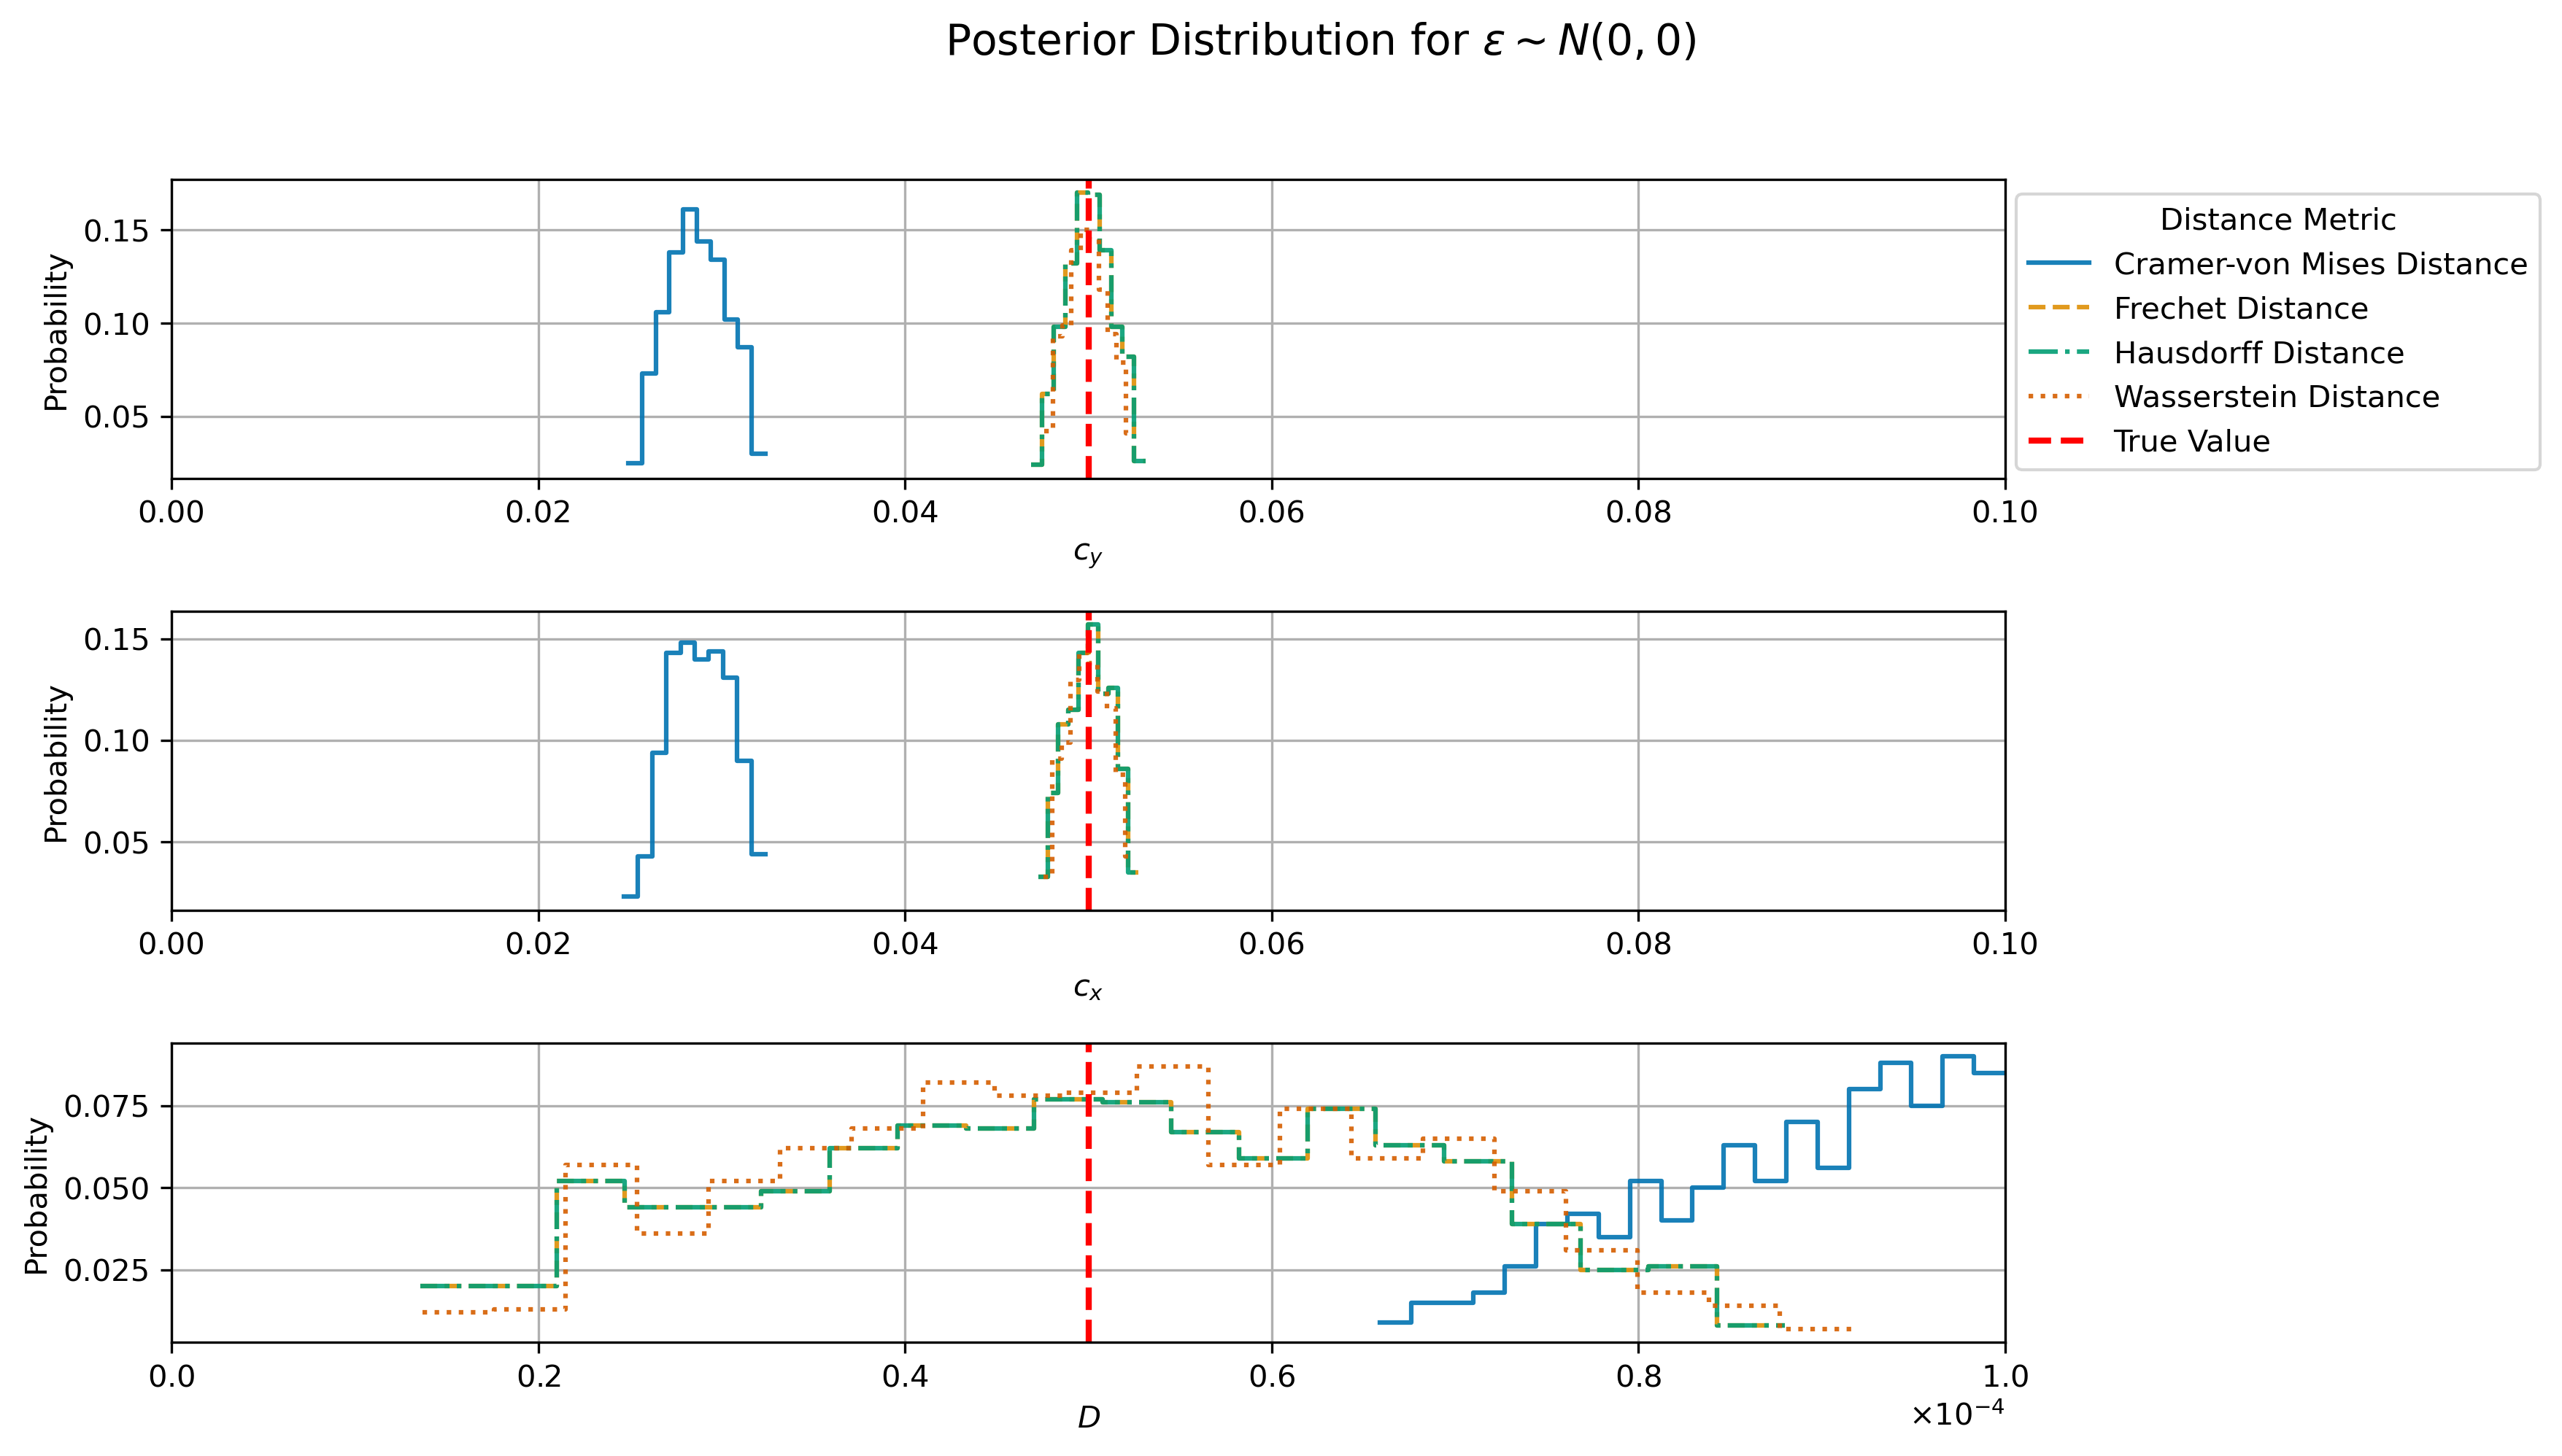 Posterior Distribution for ε ~ N(0, 0)
Probability
0.15
0.10
0.05
0.00 0.02 0.04 0.06 0.08 0.10
c_y
Distance Metric
Cramer-von Mises Distance
Frechet Distance
Hausdorff Distance
Wasserstein Distance
True Value
Probability
0.15
0.10
0.05
0.00 0.02 0.04 0.06 0.08 0.10
c_x
Probability
0.075
0.050
0.025
0.0 0.2 0.4 0.6 0.8 1.0
D
×10⁻⁴